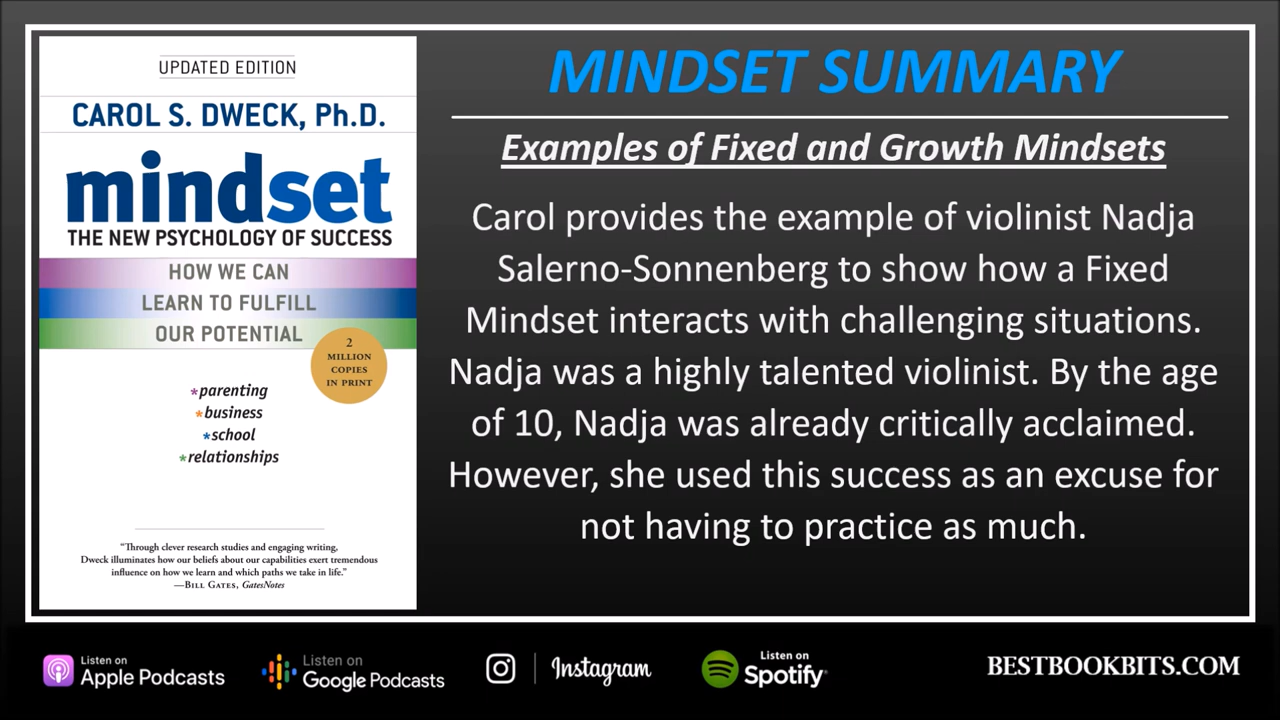 UPDATED EDITION
CAROL S. DWECK, Ph.D.
mindset
THE NEW PSYCHOLOGY OF SUCCESS
HOW WE CAN
LEARN TO FULFILL
OUR POTENTIAL
2
MILLION
COPIES
IN PRINT
*parenting
*business
*school
*relationships
“Through clever research studies and engaging writing,
Dweck illuminates how our beliefs about our capabilities exert tremendous
influence on how we learn and which paths we take in life.”
—BILL GATES, GatesNotes
MINDSET SUMMARY
Examples of Fixed and Growth Mindsets
Carol provides the example of violinist Nadja
Salerno-Sonnenberg to show how a Fixed
Mindset interacts with challenging situations.
Nadja was a highly talented violinist. By the age
of 10, Nadja was already critically acclaimed.
However, she used this success as an excuse for
not having to practice as much.
Listen on
Apple Podcasts
Listen on
Google Podcasts
Instagram
Listen on
Spotify
BESTBOOKBITS.COM